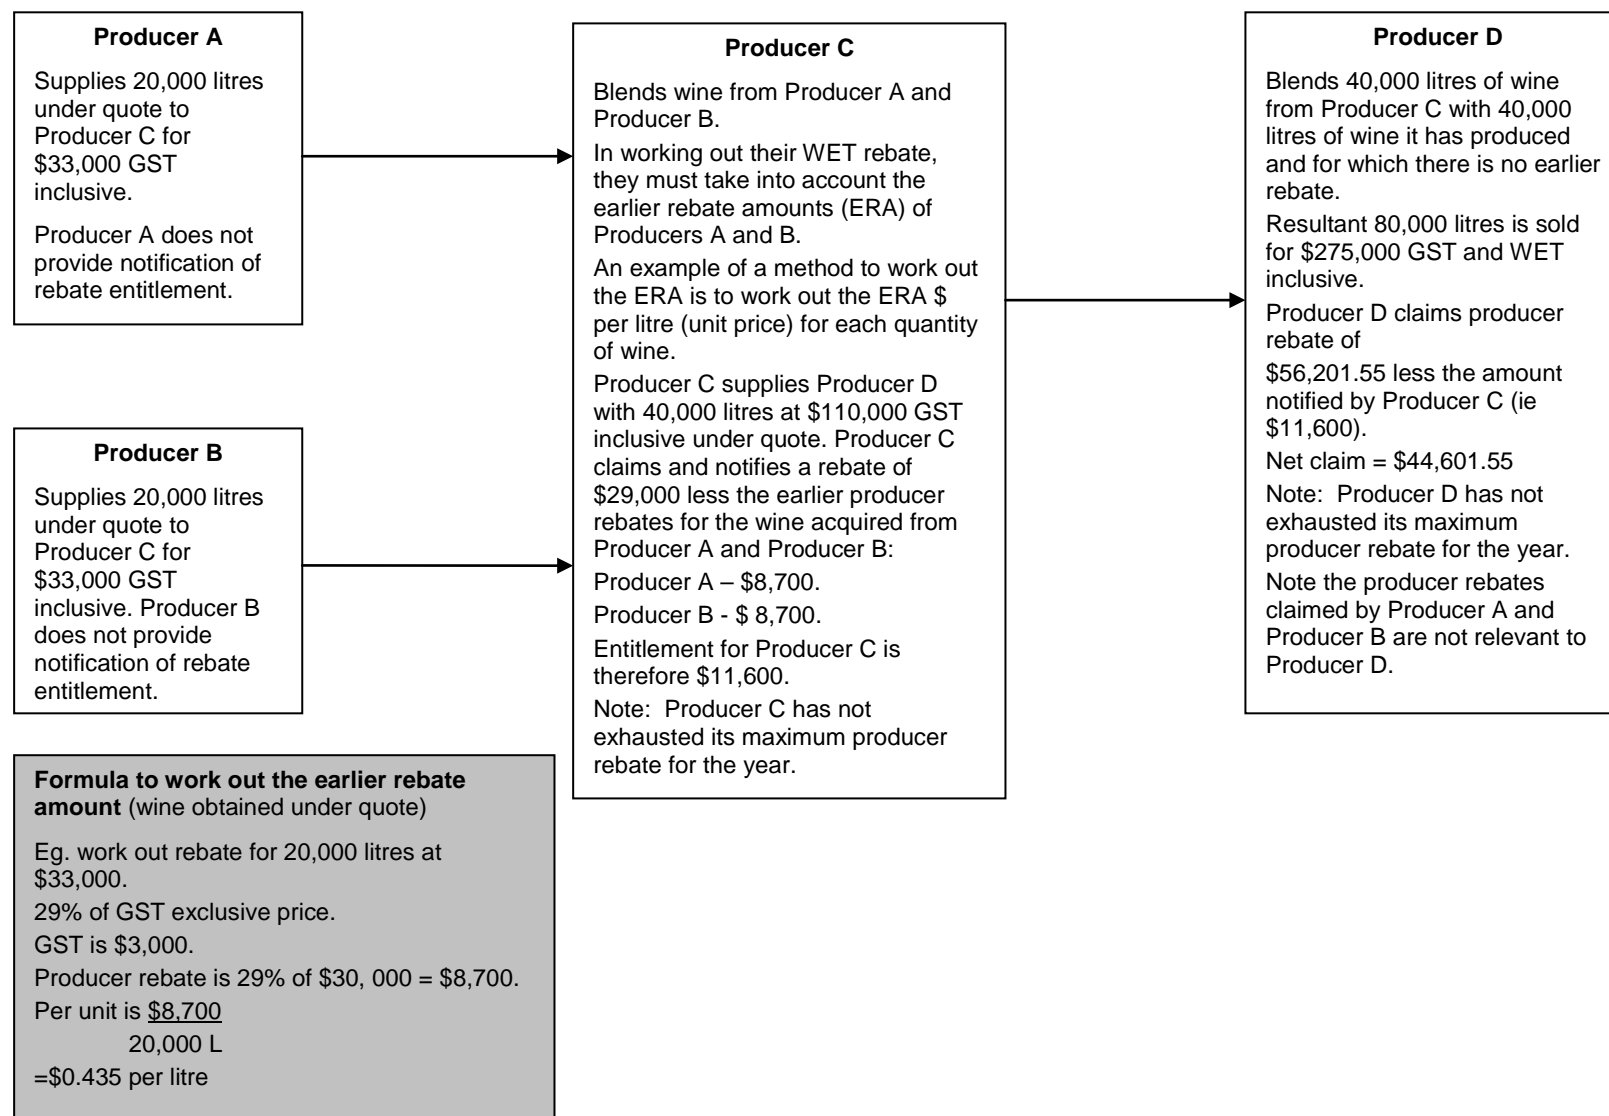 Producer A
Supplies 20,000 litres
under quote to
Producer C for
$33,000 GST
inclusive.
Producer A does not
provide notification of
rebate entitlement.
Producer B
Supplies 20,000 litres
under quote to
Producer C for
$33,000 GST
inclusive. Producer B
does not provide
notification of rebate
entitlement.
Formula to work out the earlier rebate
amount (wine obtained under quote)
Eg. work out rebate for 20,000 litres at
$33,000.
29% of GST exclusive price.
GST is $3,000.
Producer rebate is 29% of $30, 000 = $8,700.
Per unit is $8,700
20,000 L
=$0.435 per litre
Producer C
Blends wine from Producer A and
Producer B.
In working out their WET rebate,
they must take into account the
earlier rebate amounts (ERA) of
Producers A and B.
An example of a method to work out
the ERA is to work out the ERA $
per litre (unit price) for each quantity
of wine.
Producer C supplies Producer D
with 40,000 litres at $110,000 GST
inclusive under quote. Producer C
claims and notifies a rebate of
$29,000 less the earlier producer
rebates for the wine acquired from
Producer A and Producer B:
Producer A – $8,700.
Producer B - $ 8,700.
Entitlement for Producer C is
therefore $11,600.
Note:  Producer C has not
exhausted its maximum producer
rebate for the year.
Producer D
Blends 40,000 litres of wine
from Producer C with 40,000
litres of wine it has produced
and for which there is no earlier
rebate.
Resultant 80,000 litres is sold
for $275,000 GST and WET
inclusive.
Producer D claims producer
rebate of
$56,201.55 less the amount
notified by Producer C (ie
$11,600).
Net claim = $44,601.55
Note:  Producer D has not
exhausted its maximum
producer rebate for the year.
Note the producer rebates
claimed by Producer A and
Producer B are not relevant to
Producer D.